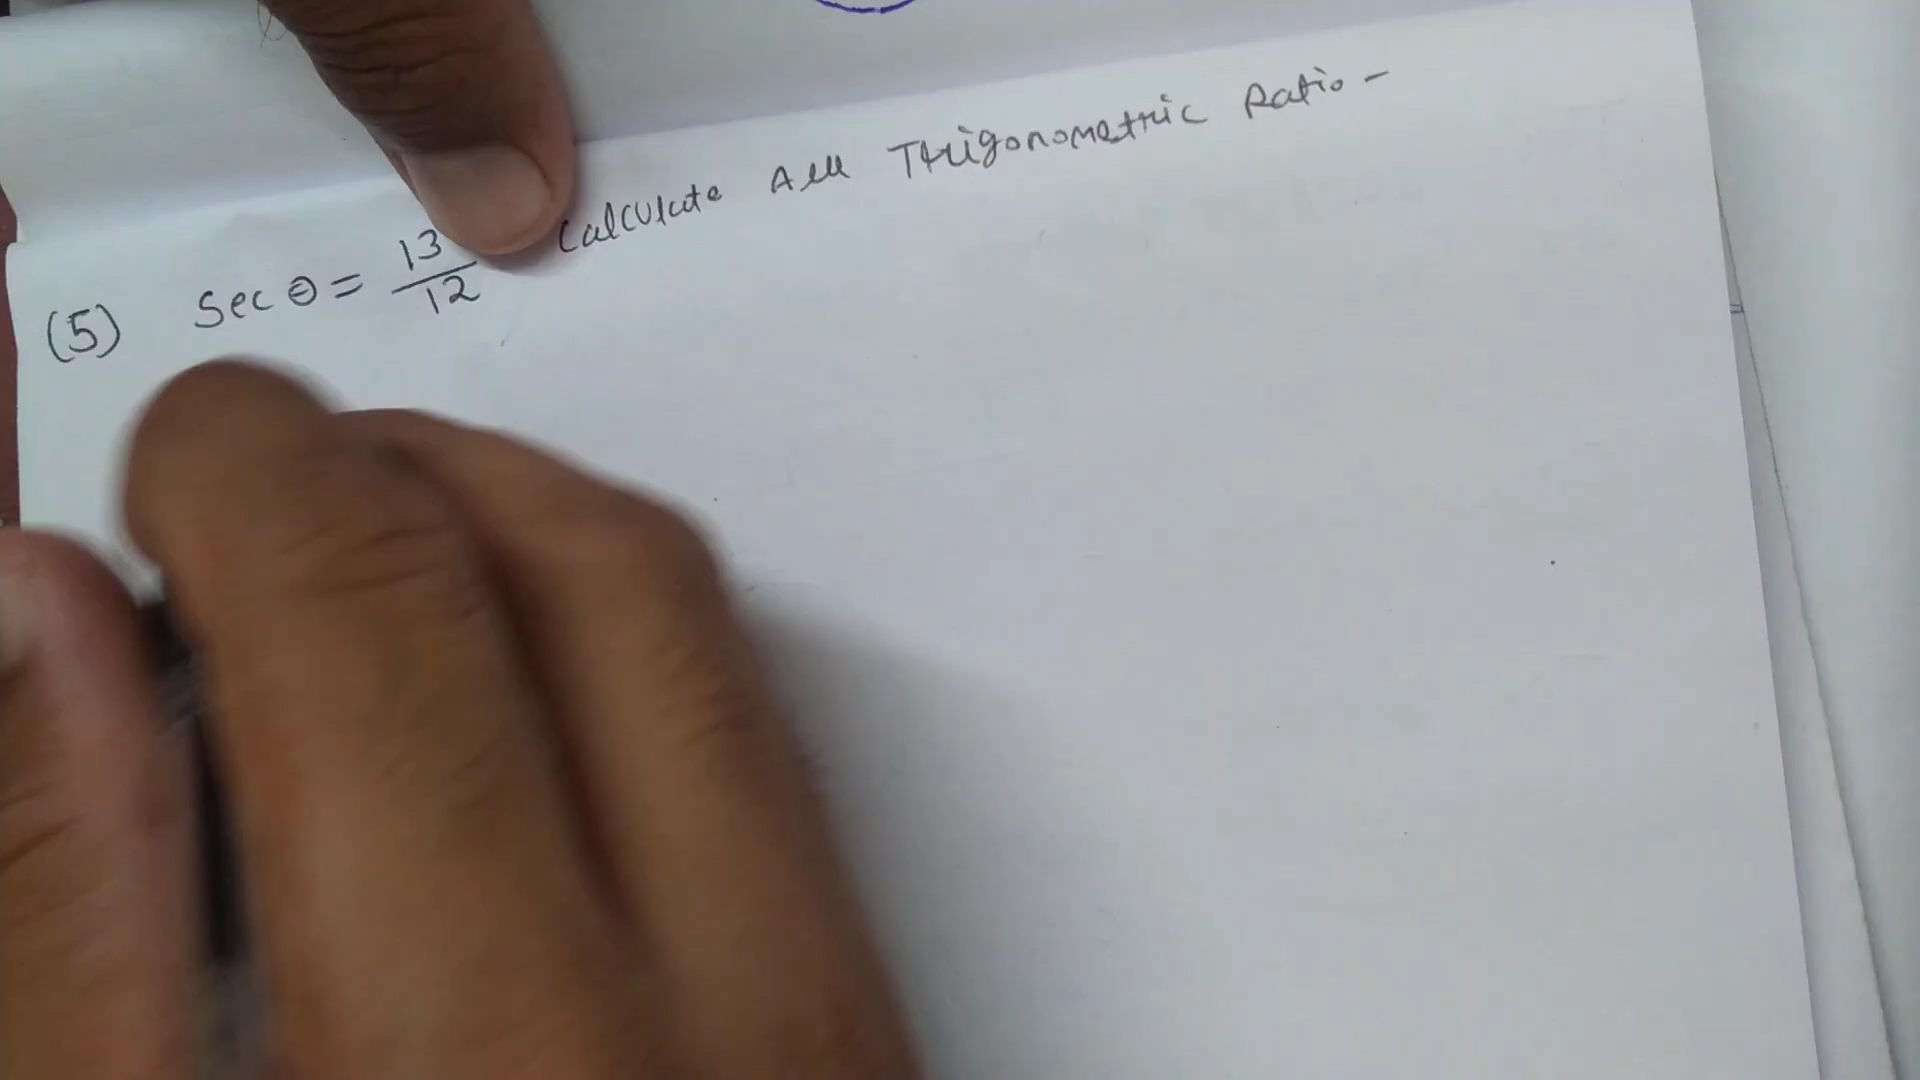 (5) Sec θ = 13/12 Calculate All Trigonometric Ratio -